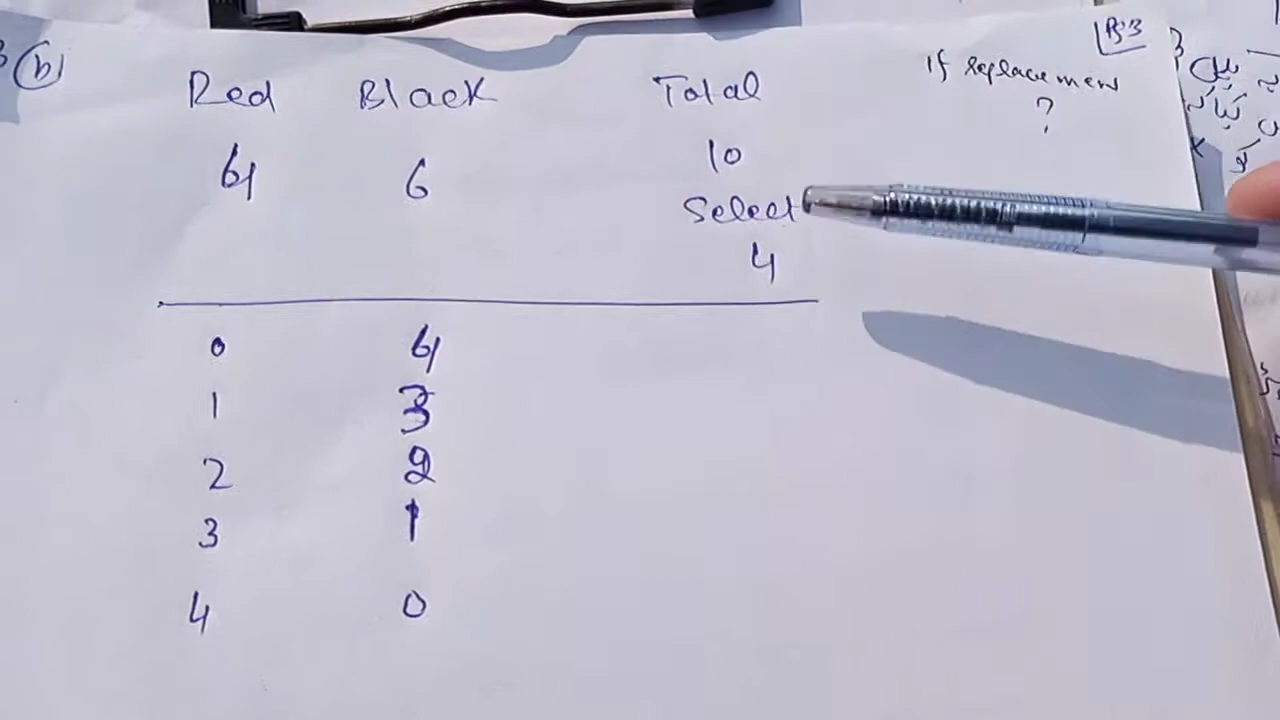 (b)
Red Black Total
4 6 10
Select
4
0 4
1 3
2 2
3 1
4 0
If replacement
?